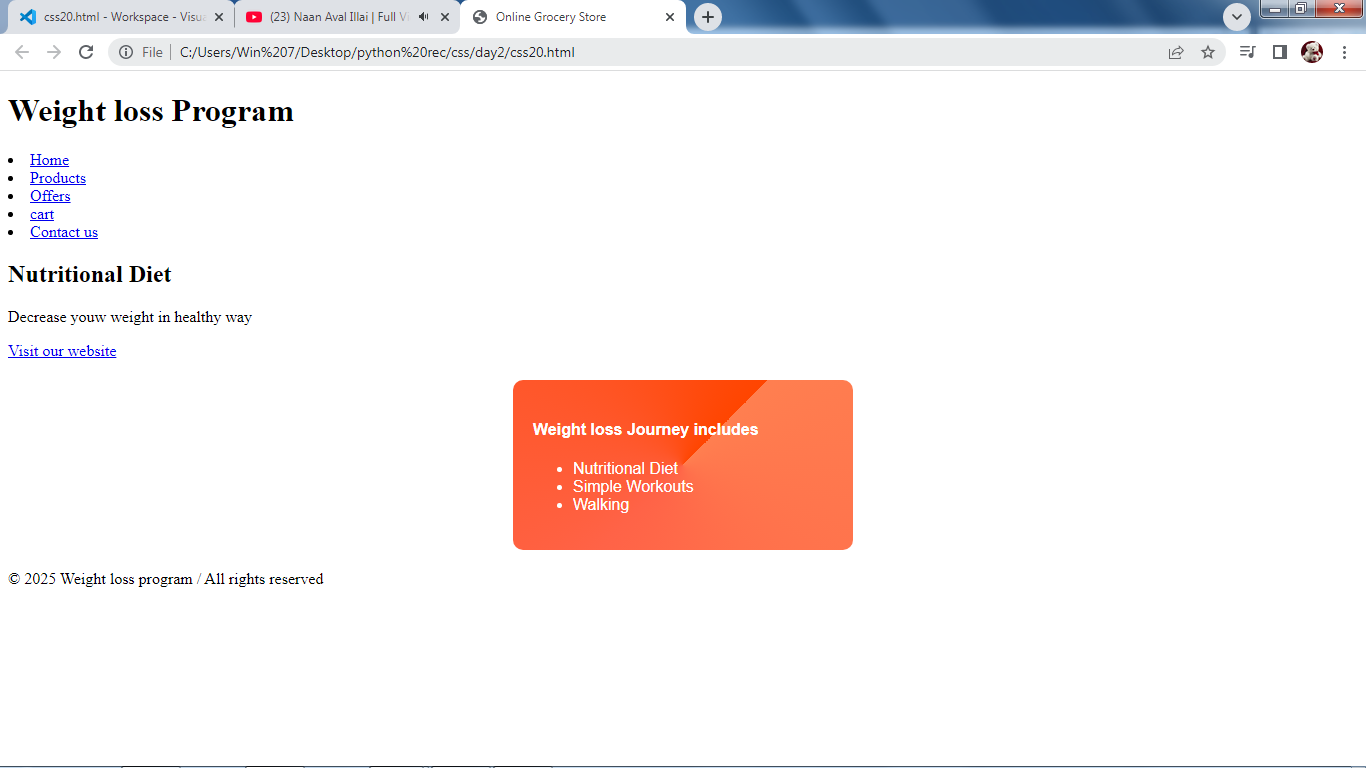 css20.html - Workspace - Visua
(23) Naan Aval Illai | Full Vi
Online Grocery Store
File
C:/Users/Win%207/Desktop/python%20rec/css/day2/css20.html
Weight loss Program
Home
Products
Offers
cart
Contact us
Nutritional Diet
Decrease youw weight in healthy way
Visit our website
Weight loss Journey includes
Nutritional Diet
Simple Workouts
Walking
© 2025 Weight loss program / All rights reserved